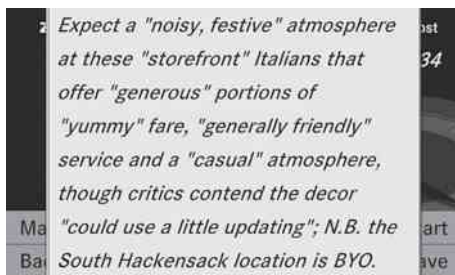 Expect a "noisy, festive" atmosphere
at these "storefront" Italians that
offer "generous" portions of
"yummy" fare, "generally friendly"
service and a "casual" atmosphere,
though critics contend the decor
"could use a little updating"; N.B. the
South Hackensack location is BYO.
34